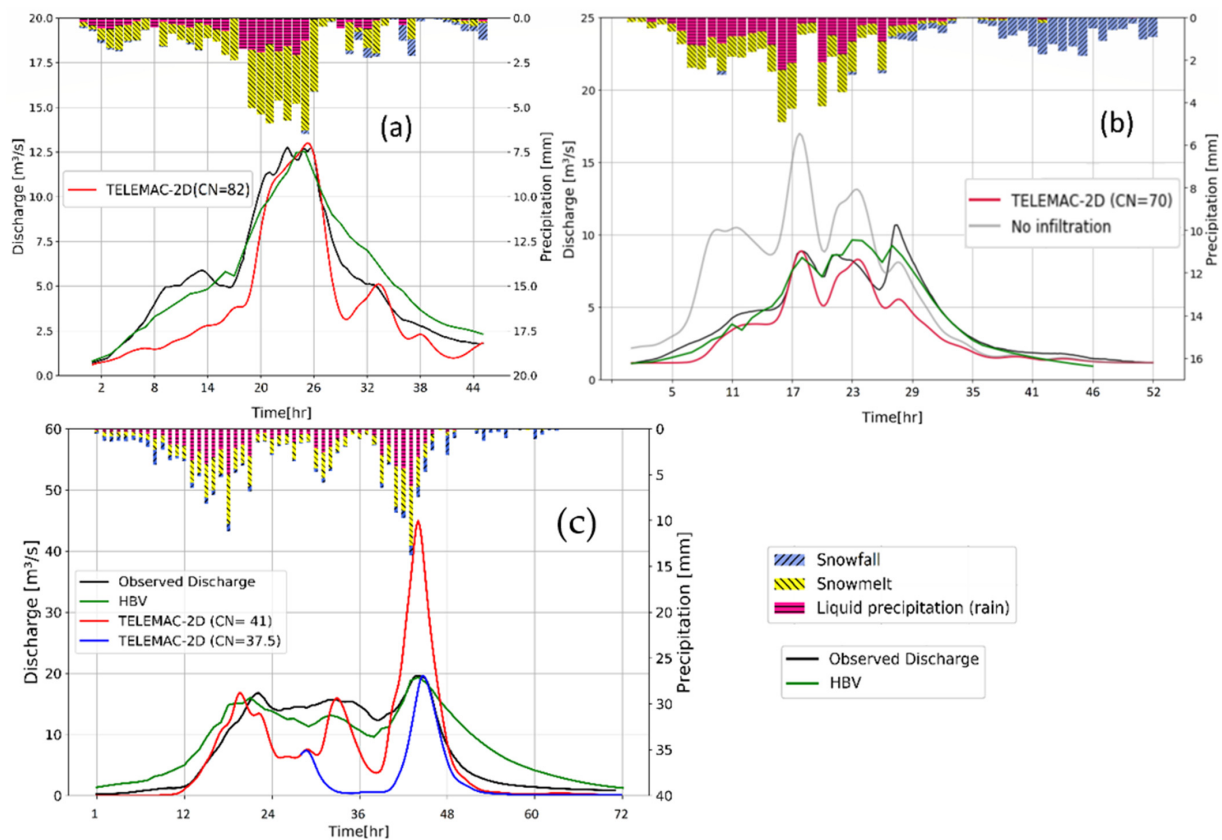 20.0
17.5
15.0
12.5
10.0
7.5
5.0
2.5
0.0
Discharge [m³/s]
0.0
2.5
5.0
7.5
10.0
12.5
15.0
17.5
20.0
Precipitation [mm]
(a)
TELEMAC-2D(CN=82)
2 8 14 20 26 32 38 44
Time[hr]
25
20
15
10
5
0
Discharge [m³/s]
0
2
4
6
8
10
12
14
16
Precipitation [mm]
(b)
TELEMAC-2D (CN=70)
No infiltration
5 11 17 23 29 35 41 46 52
Time[hr]
60
50
40
30
20
10
0
Discharge [m³/s]
0
5
10
15
20
25
30
35
40
Precipitation [mm]
(c)
Observed Discharge
HBV
TELEMAC-2D (CN= 41)
TELEMAC-2D (CN=37.5)
1 12 24 36 48 60 72
Time[hr]
Snowfall
Snowmelt
Liquid precipitation (rain)
Observed Discharge
HBV